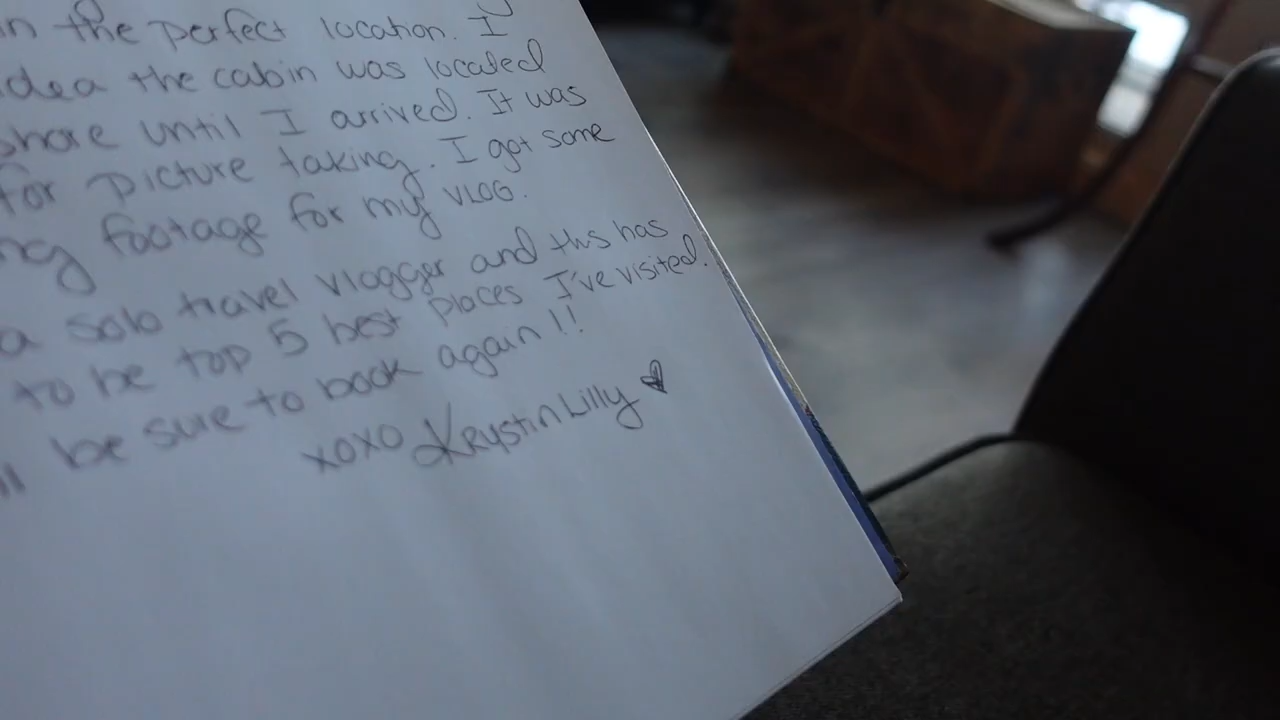 in the perfect location. I
idea the cabin was located
shore until I arrived. It was
for picture taking. I got some
footage for my VLOG.
a solo travel vlogger and this has
to be top 5 best places I've visited.
be sure to book again!!
xoxo Krystin Lilly